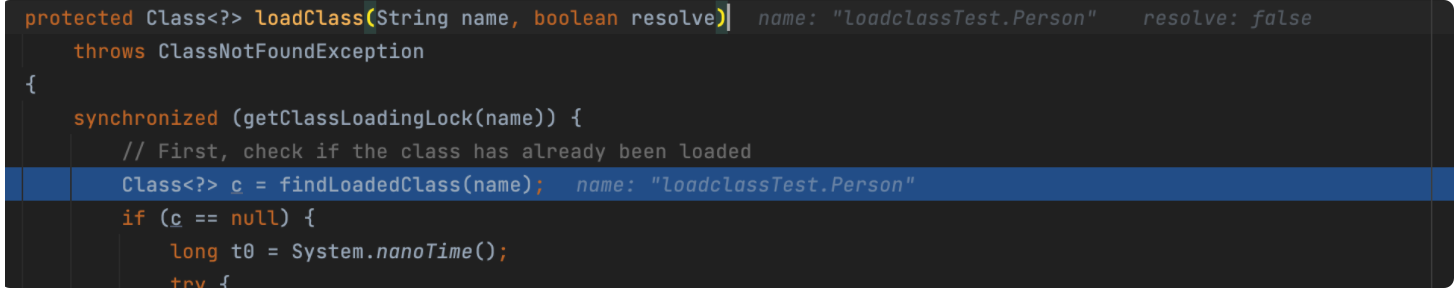 protected Class<?> loadClass(String name, boolean resolve) name: "loadclassTest.Person" resolve: false
throws ClassNotFoundException
{
synchronized (getClassLoadingLock(name)) {
// First, check if the class has already been loaded
Class<?> c = findLoadedClass(name); name: "loadclassTest.Person"
if (c == null) {
long t0 = System.nanoTime();
try {